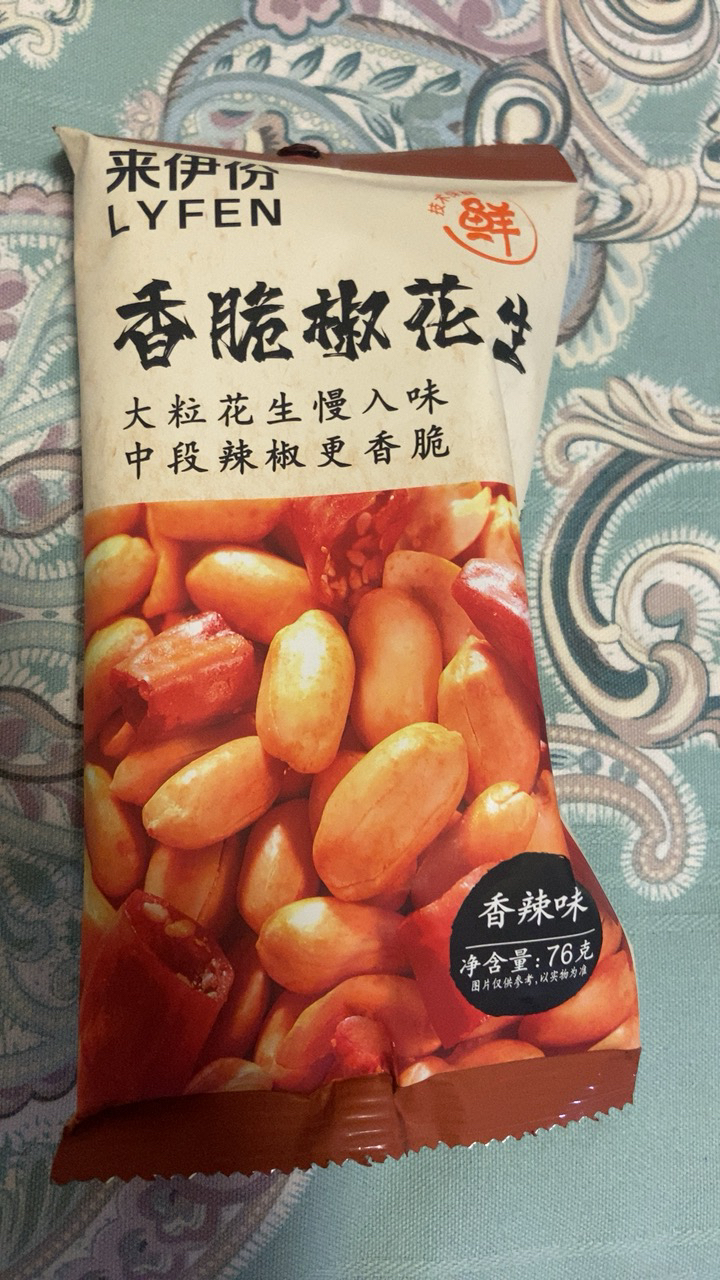 来伊份
LYFEN
鲜
香脆椒花生
大粒花生慢入味
中段辣椒更香脆
香辣味
净含量:76克
图片仅供参考,以实物为准